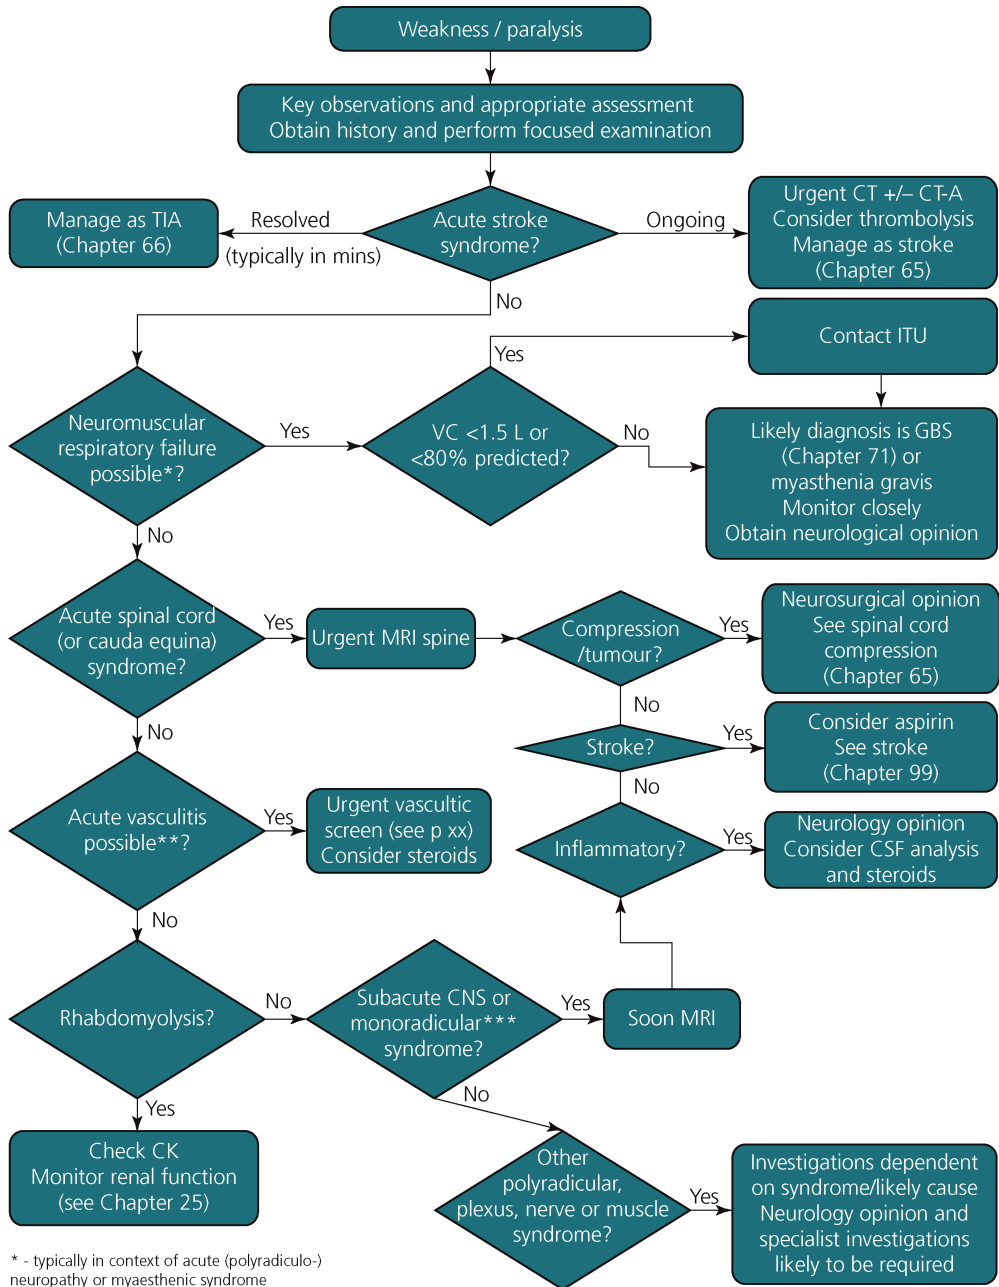 Weakness / paralysis
Key observations and appropriate assessment
Obtain history and perform focused examination
Manage as TIA
(Chapter 66)
Resolved
(typically in mins)
Acute stroke
syndrome?
Ongoing
Urgent CT +/– CT-A
Consider thrombolysis
Manage as stroke
(Chapter 65)
No
Contact ITU
Yes
Neuromuscular
respiratory failure
possible*?
Yes
VC <1.5 L or
<80% predicted?
No
Likely diagnosis is GBS
(Chapter 71) or
myasthenia gravis
Monitor closely
Obtain neurological opinion
No
Acute spinal cord
(or cauda equina)
syndrome?
Yes
Urgent MRI spine
Compression
/tumour?
Yes
Neurosurgical opinion
See spinal cord
compression
(Chapter 65)
No
No
Stroke?
Yes
Consider aspirin
See stroke
(Chapter 99)
No
Acute vasculitis
possible**?
Yes
Urgent vascultic
screen (see p xx)
Consider steroids
Inflammatory?
Yes
Neurology opinion
Consider CSF analysis
and steroids
No
Rhabdomyolysis?
No
Subacute CNS or
monoradicular***
syndrome?
Yes
Soon MRI
Yes
No
Check CK
Monitor renal function
(see Chapter 25)
Other
polyradicular,
plexus, nerve or muscle
syndrome?
Yes
Investigations dependent
on syndrome/likely cause
Neurology opinion and
specialist investigations
likely to be required
* - typically in context of acute (polyradiculo-)
neuropathy or myaesthenic syndrome